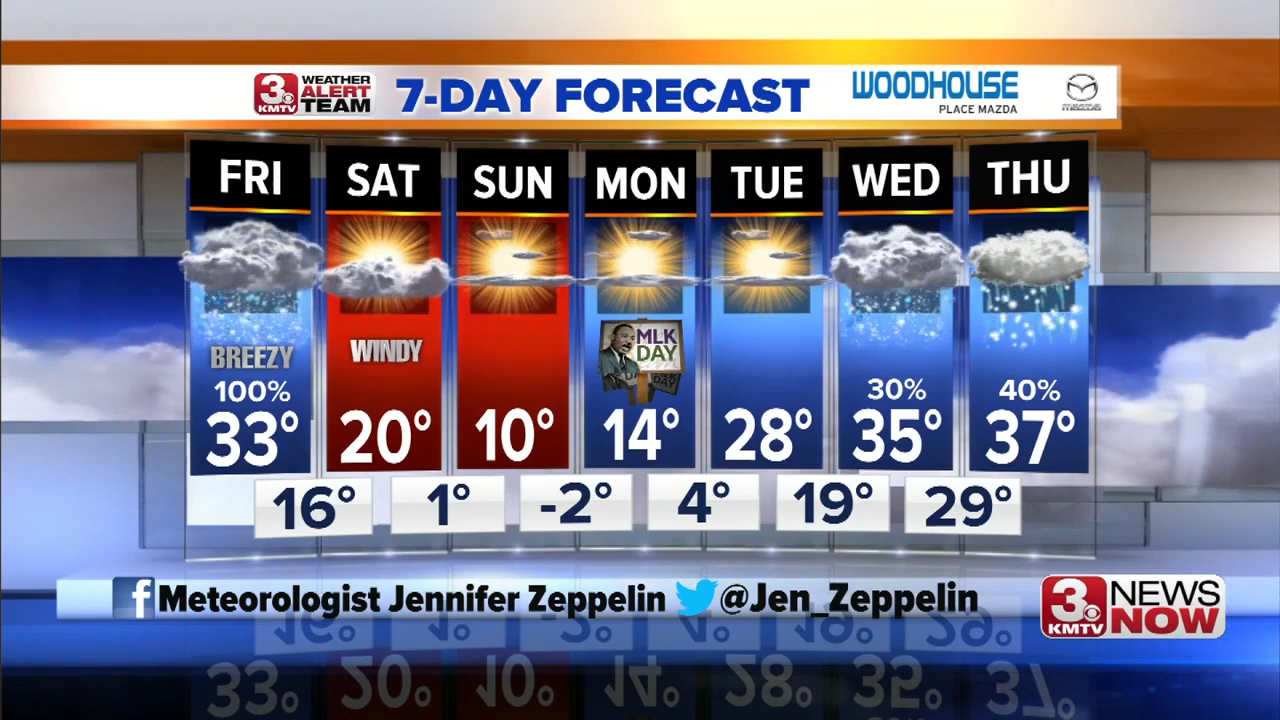 3 KMTV
WEATHER
ALERT
TEAM
7-DAY FORECAST
WOODHOUSE
PLACE MAZDA
mazda
FRI SAT SUN MON TUE WED THU
MLK
DAY
BREEZY WINDY
100% 30% 40%
33° 20° 10° 14° 28° 35° 37°
16° 1° -2° 4° 19° 29°
f Meteorologist Jennifer Zeppelin @Jen_Zeppelin
3 KMTV
NEWS
NOW